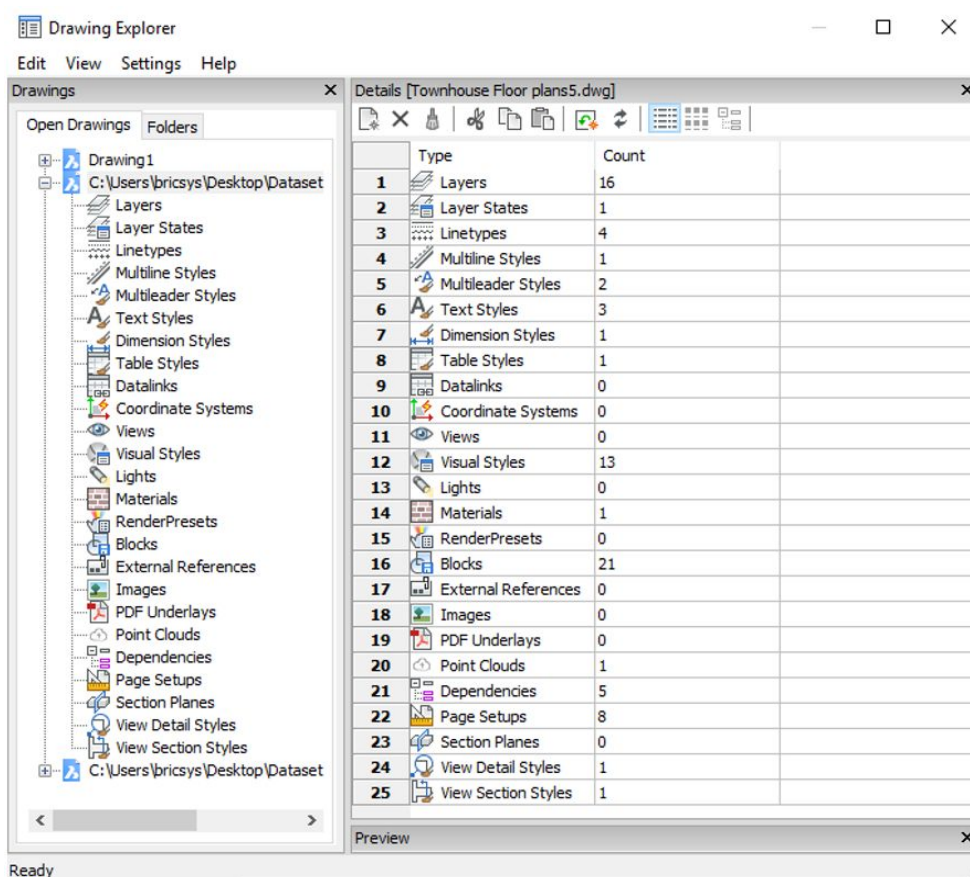 Drawing Explorer
Edit View Settings Help
Drawings
Open Drawings Folders
Drawing1
C:\Users\bricsys\Desktop\Dataset
Layers
Layer States
Linetypes
Multiline Styles
Multileader Styles
Text Styles
Dimension Styles
Table Styles
Datalinks
Coordinate Systems
Views
Visual Styles
Lights
Materials
RenderPresets
Blocks
External References
Images
PDF Underlays
Point Clouds
Dependencies
Page Setups
Section Planes
View Detail Styles
View Section Styles
C:\Users\bricsys\Desktop\Dataset
Details [Townhouse Floor plans5.dwg]
Type Count
1 Layers 16
2 Layer States 1
3 Linetypes 4
4 Multiline Styles 1
5 Multileader Styles 2
6 Text Styles 3
7 Dimension Styles 1
8 Table Styles 1
9 Datalinks 0
10 Coordinate Systems 0
11 Views 0
12 Visual Styles 13
13 Lights 0
14 Materials 1
15 RenderPresets 0
16 Blocks 21
17 External References 0
18 Images 0
19 PDF Underlays 0
20 Point Clouds 1
21 Dependencies 5
22 Page Setups 8
23 Section Planes 0
24 View Detail Styles 1
25 View Section Styles 1
Preview
Ready